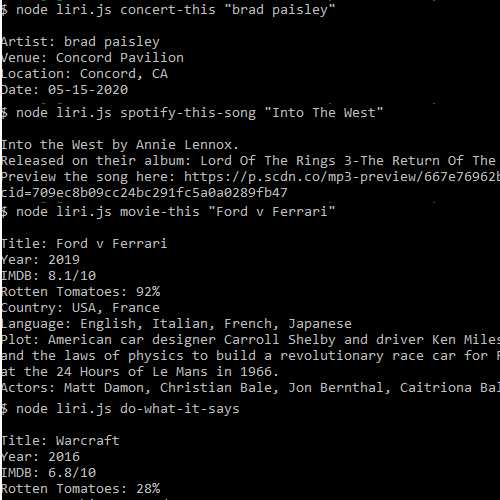 $ node liri.js concert-this "brad paisley"
Artist: brad paisley
Venue: Concord Pavilion
Location: Concord, CA
Date: 05-15-2020
$ node liri.js spotify-this-song "Into The West"
Into the West by Annie Lennox.
Released on their album: Lord Of The Rings 3-The Return Of The
Preview the song here: https://p.scdn.co/mp3-preview/667e76962b
cid=709ec8b09cc24bc291fc5a0a0289fb47
$ node liri.js movie-this "Ford v Ferrari"
Title: Ford v Ferrari
Year: 2019
IMDB: 8.1/10
Rotten Tomatoes: 92%
Country: USA, France
Language: English, Italian, French, Japanese
Plot: American car designer Carroll Shelby and driver Ken Miles
and the laws of physics to build a revolutionary race car for F
at the 24 Hours of Le Mans in 1966.
Actors: Matt Damon, Christian Bale, Jon Bernthal, Caitriona Bal
$ node liri.js do-what-it-says
Title: Warcraft
Year: 2016
IMDB: 6.8/10
Rotten Tomatoes: 28%